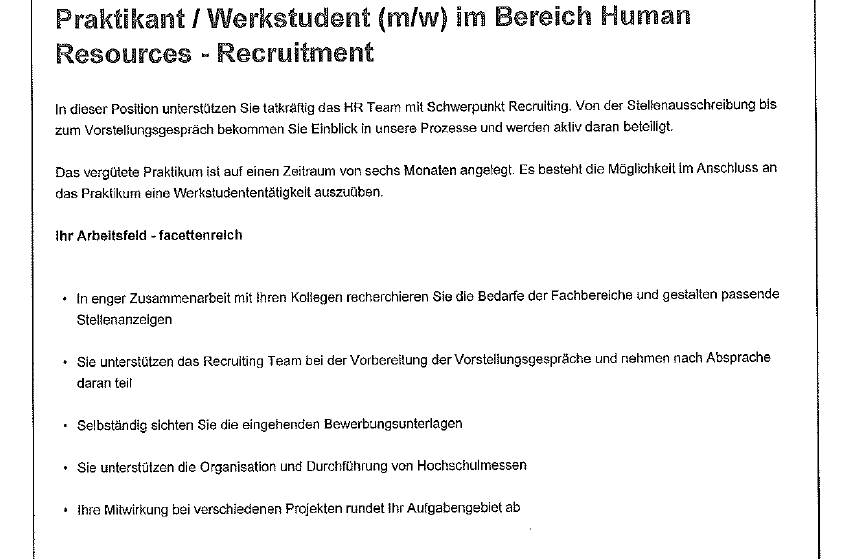 Praktikant / Werkstudent (m/w) im Bereich Human
Resources - Recruitment
In dieser Position unterstützen Sie tatkräftig das HR Team mit Schwerpunkt Recruiting. Von der Stellenausschreibung bis
zum Vorstellungsgespräch bekommen Sie Einblick in unsere Prozesse und werden aktiv daran beteiligt.
Das vergütete Praktikum ist auf einen Zeitraum von sechs Monaten angelegt. Es besteht die Möglichkeit im Anschluss an
das Praktikum eine Werkstudententätigkeit auszuüben.
Ihr Arbeitsfeld - facettenreich
• In enger Zusammenarbeit mit Ihren Kollegen recherchieren Sie die Bedarfe der Fachbereiche und gestalten passende
Stellenanzeigen
• Sie unterstützen das Recruiting Team bei der Vorbereitung der Vorstellungsgespräche und nehmen nach Absprache
daran teil
• Selbständig sichten Sie die eingehenden Bewerbungsunterlagen
• Sie unterstützen die Organisation und Durchführung von Hochschulmessen
• Ihre Mitwirkung bei verschiedenen Projekten rundet Ihr Aufgabengebiet ab